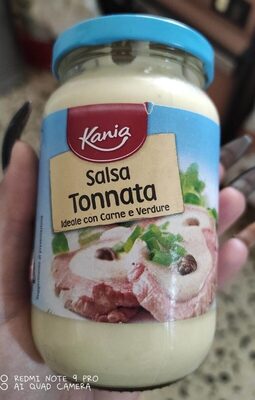 Kania
Salsa
Tonnata
Ideale con Carne e Verdure
REDMI NOTE 9 PRO
AI QUAD CAMERA